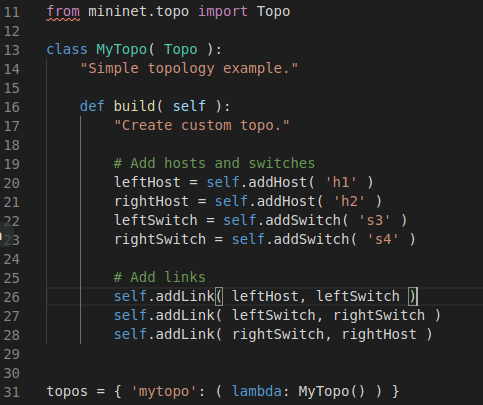 11 from mininet.topo import Topo
12
13 class MyTopo( Topo ):
14     "Simple topology example."
15
16     def build( self ):
17         "Create custom topo."
18
19         # Add hosts and switches
20         leftHost = self.addHost( 'h1' )
21         rightHost = self.addHost( 'h2' )
22         leftSwitch = self.addSwitch( 's3' )
23         rightSwitch = self.addSwitch( 's4' )
24
25         # Add links
26         self.addLink( leftHost, leftSwitch )
27         self.addLink( leftSwitch, rightSwitch )
28         self.addLink( rightSwitch, rightHost )
29
30
31 topos = { 'mytopo': ( lambda: MyTopo() ) }